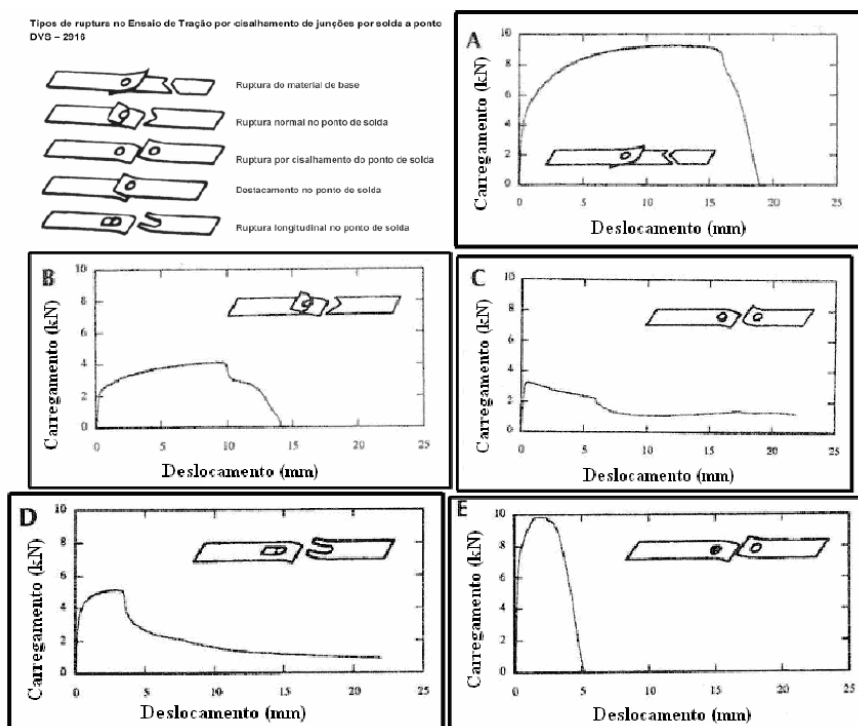 Tipos de ruptura no Ensaio de Tração por cisalhamento de junções por solda a ponto
DVS – 2916
Ruptura do material de base
Ruptura normal no ponto de solda
Ruptura por cisalhamento do ponto de solda
Destacamento no ponto de solda
Ruptura longitudinal no ponto de solda
A
Carregamento (kN)
10
8
6
4
2
0
0 5 10 15 20 25
Deslocamento (mm)
B
Carregamento (kN)
10
8
6
4
2
0
0 5 10 15 20 25
Deslocamento (mm)
C
Carregamento (kN)
10
8
6
4
2
0
0 5 10 15 20 25
Deslocamento (mm)
D
Carregamento (kN)
10
8
6
4
2
0
0 5 10 15 20 25
Deslocamento (mm)
E
Carregamento (kN)
10
8
6
4
2
0
0 5 10 15 20 25
Deslocamento (mm)